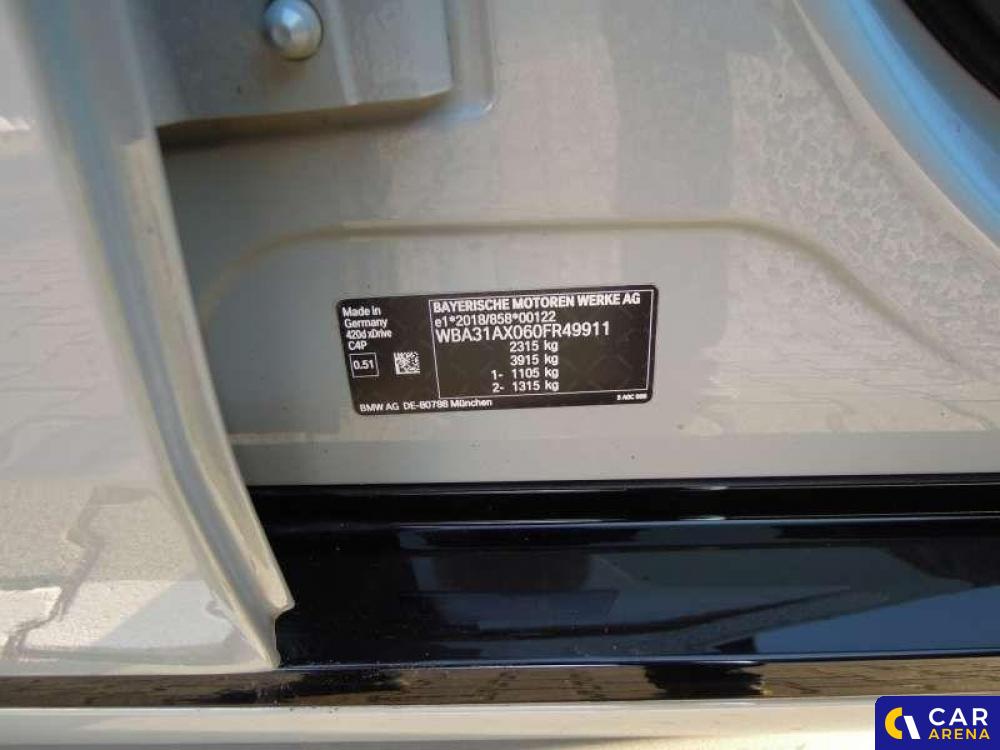 Made in
Germany
420d xDrive
C4P
0.51
BAYERISCHE MOTOREN WERKE AG
e1*2018/858*00122
WBA31AX060FR49911
2315 kg
3915 kg
1- 1105 kg
2- 1315 kg
BMW AG DE-80788 München
CAR
ARENA